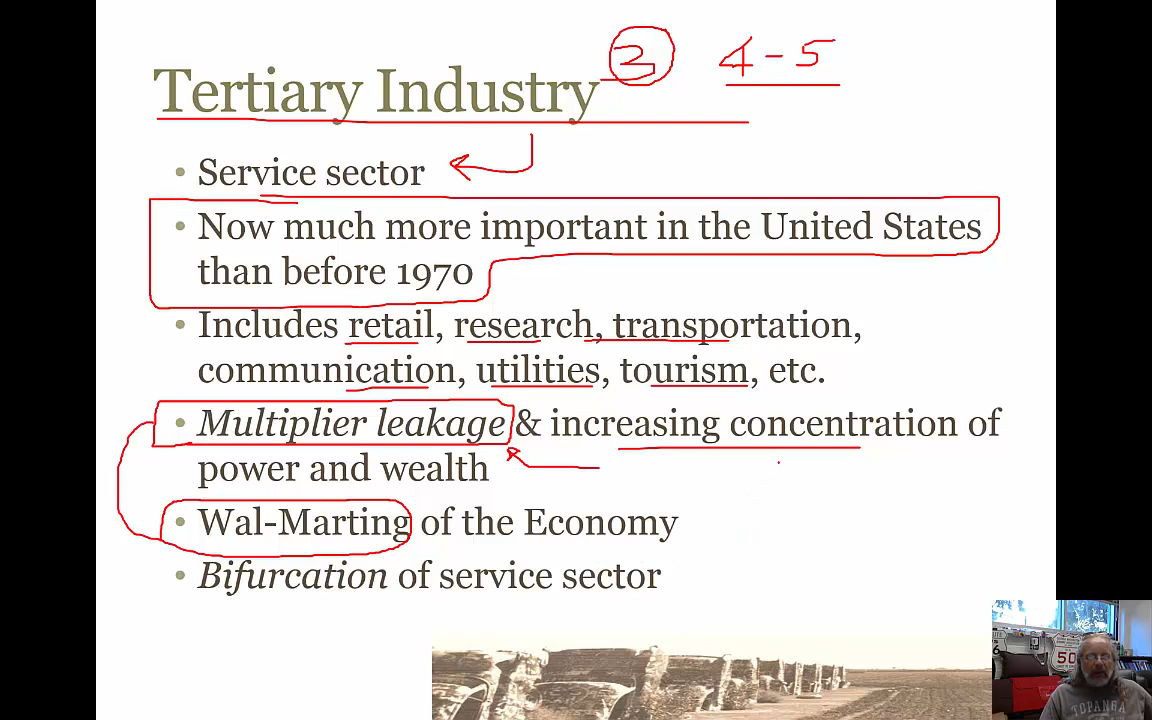 3 4-5
Tertiary Industry
• Service sector
• Now much more important in the United States
than before 1970
• Includes retail, research, transportation,
communication, utilities, tourism, etc.
• Multiplier leakage & increasing concentration of
power and wealth
• Wal-Marting of the Economy
• Bifurcation of service sector
50
TOPANGA